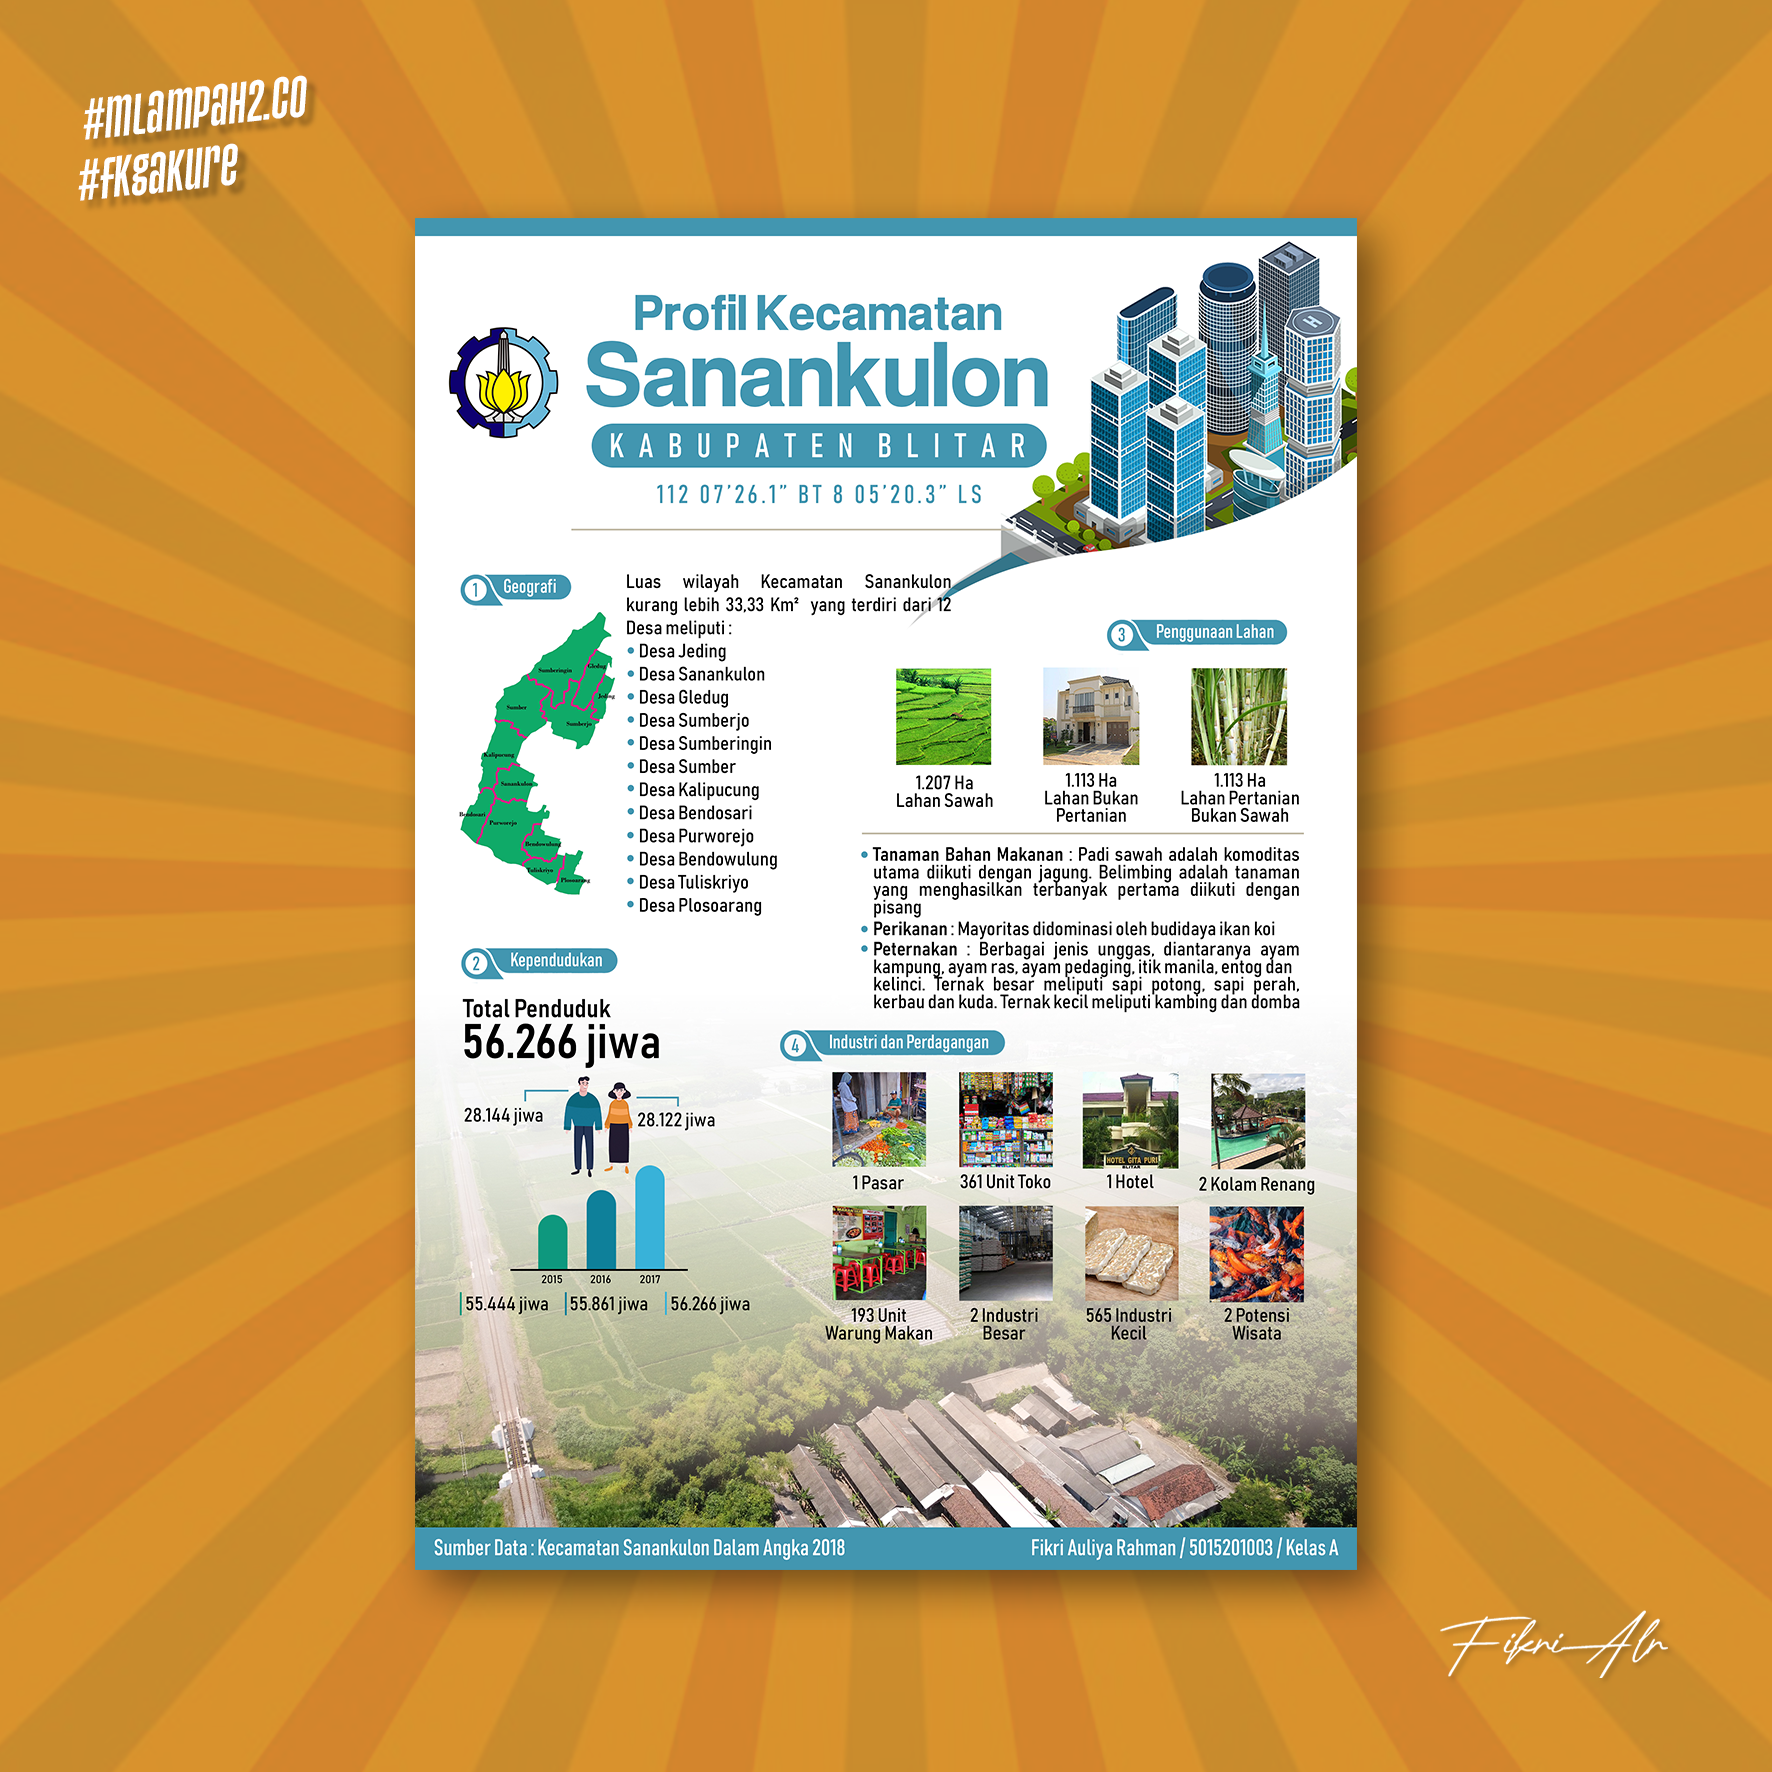 #mLampaH2.CO
#fkgakure
Profil Kecamatan
Sanankulon
KABUPATEN BLITAR
112 07'26.1" BT 8 05'20.3" LS
1 Geografi
Luas wilayah Kecamatan Sanankulon
kurang lebih 33,33 Km² yang terdiri dari 12
Desa meliputi :
• Desa Jeding
• Desa Sanankulon
• Desa Gledug
• Desa Sumberjo
• Desa Sumberingin
• Desa Sumber
• Desa Kalipucung
• Desa Bendosari
• Desa Purworejo
• Desa Bendowulung
• Desa Tuliskriyo
• Desa Plosoarang
Sumberingin
Gledug
Jeding
Sumber
Sumberjo
Kalipucung
Sanankulon
Bendosari
Purworejo
Bendowulung
Tuliskriyo
Plosoarang
2 Kependudukan
Total Penduduk
56.266 jiwa
28.144 jiwa
28.122 jiwa
2015 2016 2017
55.444 jiwa 55.861 jiwa 56.266 jiwa
3 Penggunaan Lahan
1.207 Ha
Lahan Sawah
1.113 Ha
Lahan Bukan
Pertanian
1.113 Ha
Lahan Pertanian
Bukan Sawah
• Tanaman Bahan Makanan : Padi sawah adalah komoditas
utama diikuti dengan jagung. Belimbing adalah tanaman
yang menghasilkan terbanyak pertama diikuti dengan
pisang
• Perikanan : Mayoritas didominasi oleh budidaya ikan koi
• Peternakan : Berbagai jenis unggas, diantaranya ayam
kampung, ayam ras, ayam pedaging, itik manila, entog dan
kelinci. Ternak besar meliputi sapi potong, sapi perah,
kerbau dan kuda. Ternak kecil meliputi kambing dan domba
4 Industri dan Perdagangan
HOTEL GITA PURI
BLITAR
1 Pasar
361 Unit Toko
1 Hotel
2 Kolam Renang
193 Unit
Warung Makan
2 Industri
Besar
565 Industri
Kecil
2 Potensi
Wisata
Sumber Data : Kecamatan Sanankulon Dalam Angka 2018
Fikri Auliya Rahman / 5015201003 / Kelas A
Fikri Alr